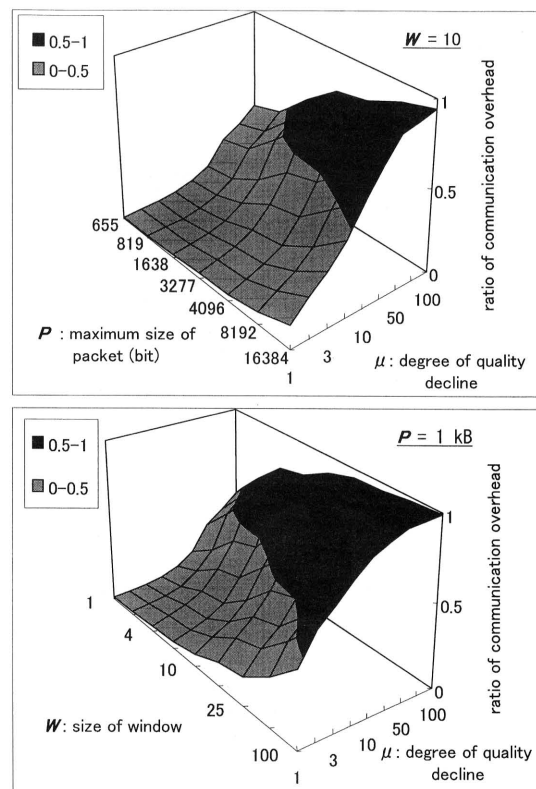 0.5-1
0-0.5
W = 10
1
0.5
0
ratio of communication overhead
655
819
1638
3277
4096
8192
16384
P : maximum size of
packet (bit)
1
3
10
50
100
μ : degree of quality
decline
0.5-1
0-0.5
P = 1 kB
1
0.5
0
ratio of communication overhead
1
4
10
25
100
W : size of window
1
3
10
50
100
μ : degree of quality
decline